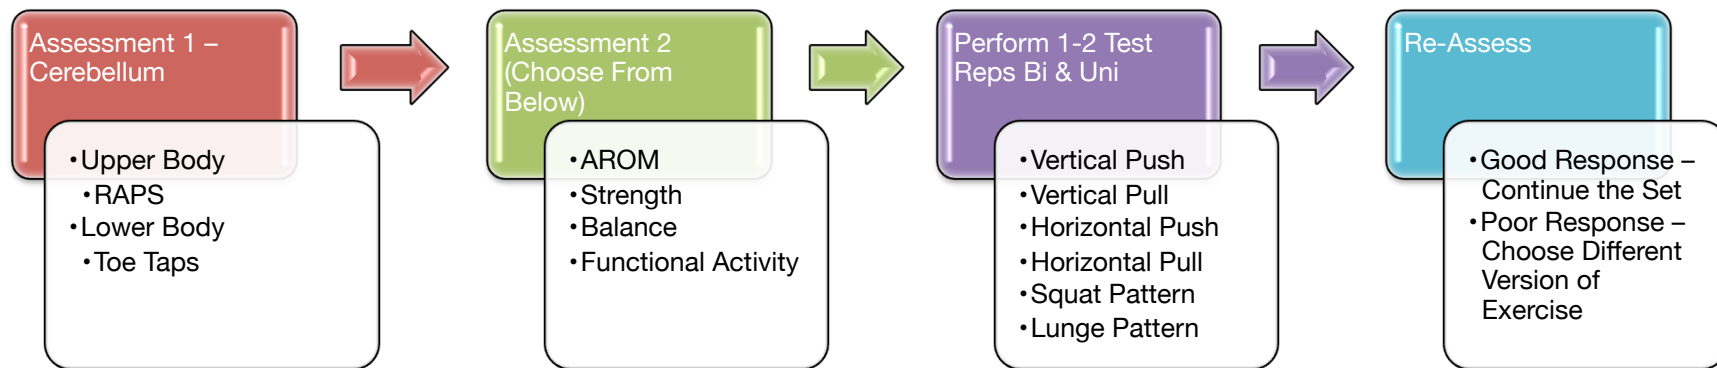 Assessment 1 –
Cerebellum
• Upper Body
• RAPS
• Lower Body
• Toe Taps
Assessment 2
(Choose From
Below)
• AROM
• Strength
• Balance
• Functional Activity
Perform 1-2 Test
Reps Bi & Uni
• Vertical Push
• Vertical Pull
• Horizontal Push
• Horizontal Pull
• Squat Pattern
• Lunge Pattern
Re-Assess
• Good Response –
Continue the Set
• Poor Response –
Choose Different
Version of
Exercise